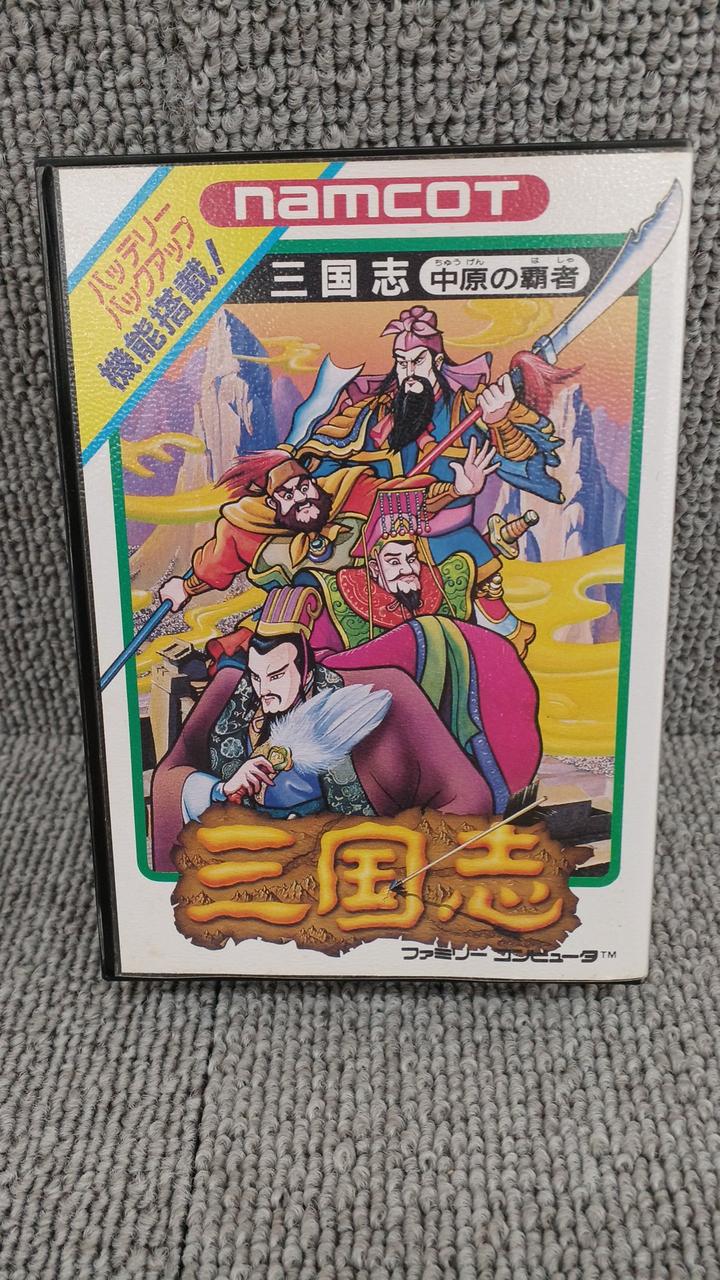 namcot
バッテリー
バックアップ
機能搭載!
三国志 中原の覇者
ちゅうげん はしゃ
三国志
ファミリーコンピュータ™